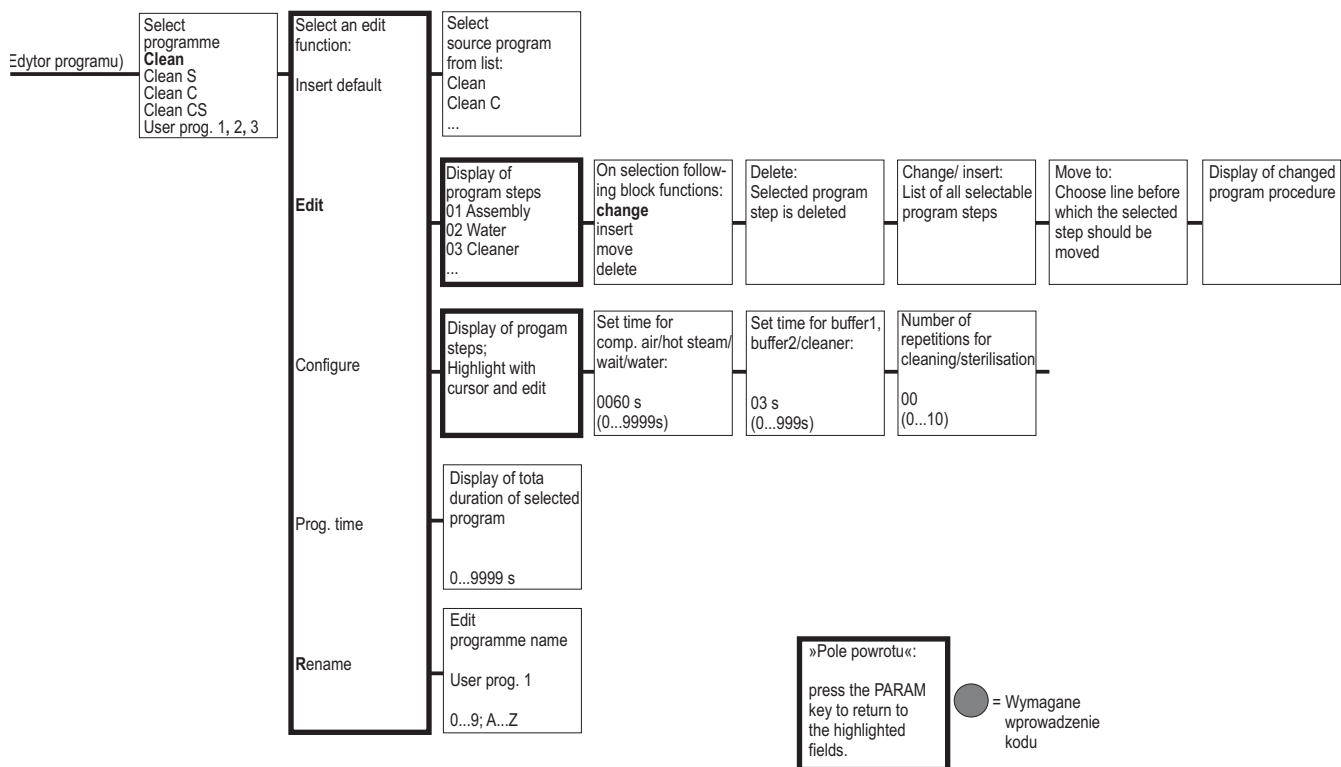 Edytor programu)
Select
programme
Clean
Clean S
Clean C
Clean CS
User prog. 1, 2, 3
Select an edit
function:
Insert default
Select
source program
from list:
Clean
Clean C
...
Edit
Display of
program steps
01 Assembly
02 Water
03 Cleaner
...
On selection follow-
ing block functions:
change
insert
move
delete
Delete:
Selected program
step is deleted
Change/ insert:
List of all selectable
program steps
Move to:
Choose line before
which the selected
step should be
moved
Display of changed
program procedure
Configure
Display of progam
steps;
Highlight with
cursor and edit
Set time for
comp. air/hot steam/
wait/water:
0060 s
(0...9999s)
Set time for buffer1,
buffer2/cleaner:
03 s
(0...999s)
Number of
repetitions for
cleaning/sterilisation
00
(0...10)
Prog. time
Display of tota
duration of selected
program
0...9999 s
Rename
Edit
programme name
User prog. 1
0...9; A...Z
»Pole powrotu«:
press the PARAM
key to return to
the highlighted
fields.
= Wymagane
wprowadzenie
kodu